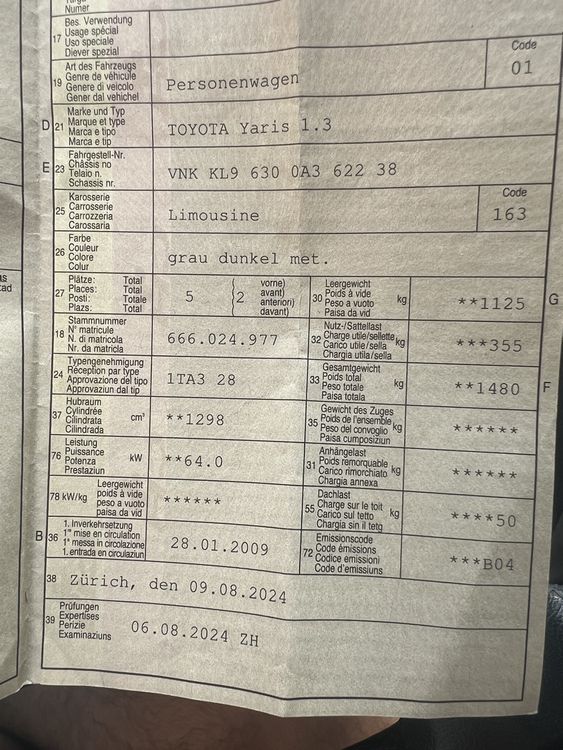 Numer
17 Bes. Verwendung
Usage spécial
Uso speciale
Diever spezial
19 Art des Fahrzeugs
Genre de véhicule
Genere di veicolo
Gener dal vehichel
Personenwagen
Code
01
D 21 Marke und Typ
Marque et type
Marca e tipo
Marca e tip
TOYOTA Yaris 1.3
E 23 Fahrgestell-Nr.
Châssis no
Telaio n.
Schassis nr.
VNK KL9 630 0A3 622 38
25 Karosserie
Carrosserie
Carrozzeria
Carossaria
Limousine
Code
163
26 Farbe
Couleur
Colore
Colur
grau dunkel met.
27 Plätze: Total
Places: Total
Posti: Totale
Plazs: Total
5
2
vorne)
avant)
anteriori)
davant)
30 Leergewicht
Poids à vide
Peso a vuoto
Paisa da vid
kg
**1125
G
18 Stammnummer
N° matricule
N. di matricola
Nr. da matricla
666.024.977
32 Nutz-/Sattellast
Charge utile/sellette
Carico utile/sella
Chargia utila/sella
kg
***355
24 Typengenehmigung
Réception par type
Approvazione del tipo
Approvaziun dal tip
1TA3 28
33 Gesamtgewicht
Poids total
Peso totale
Paisa totala
kg
**1480
F
37 Hubraum
Cylindrée
Cilindrata
Cilindrada
cm³
**1298
35 Gewicht des Zuges
Poids de l'ensemble
Peso del convoglio
Paisa cumposiziun
kg
******
76 Leistung
Puissance
Potenza
Prestaziun
kW
**64.0
31 Anhängelast
Poids remorquable
Carico rimorchiato
Chargia annexa
kg
******
78 kW/kg
Leergewicht
poids à vide
peso a vuoto
paisa da vid
******
55 Dachlast
Charge sur le toit
Carico sul tetto
Chargia sin il tetg
kg
****50
B 36 1. Inverkehrsetzung
1re mise en circulation
1a messa in circolazione
1. entrada en circulaziun
28.01.2009
72 Emissionscode
Code émissions
Codice emissioni
Code d'emissiuns
***B04
38 Zürich, den 09.08.2024
39 Prüfungen
Expertises
Perizie
Examinaziuns
06.08.2024 ZH